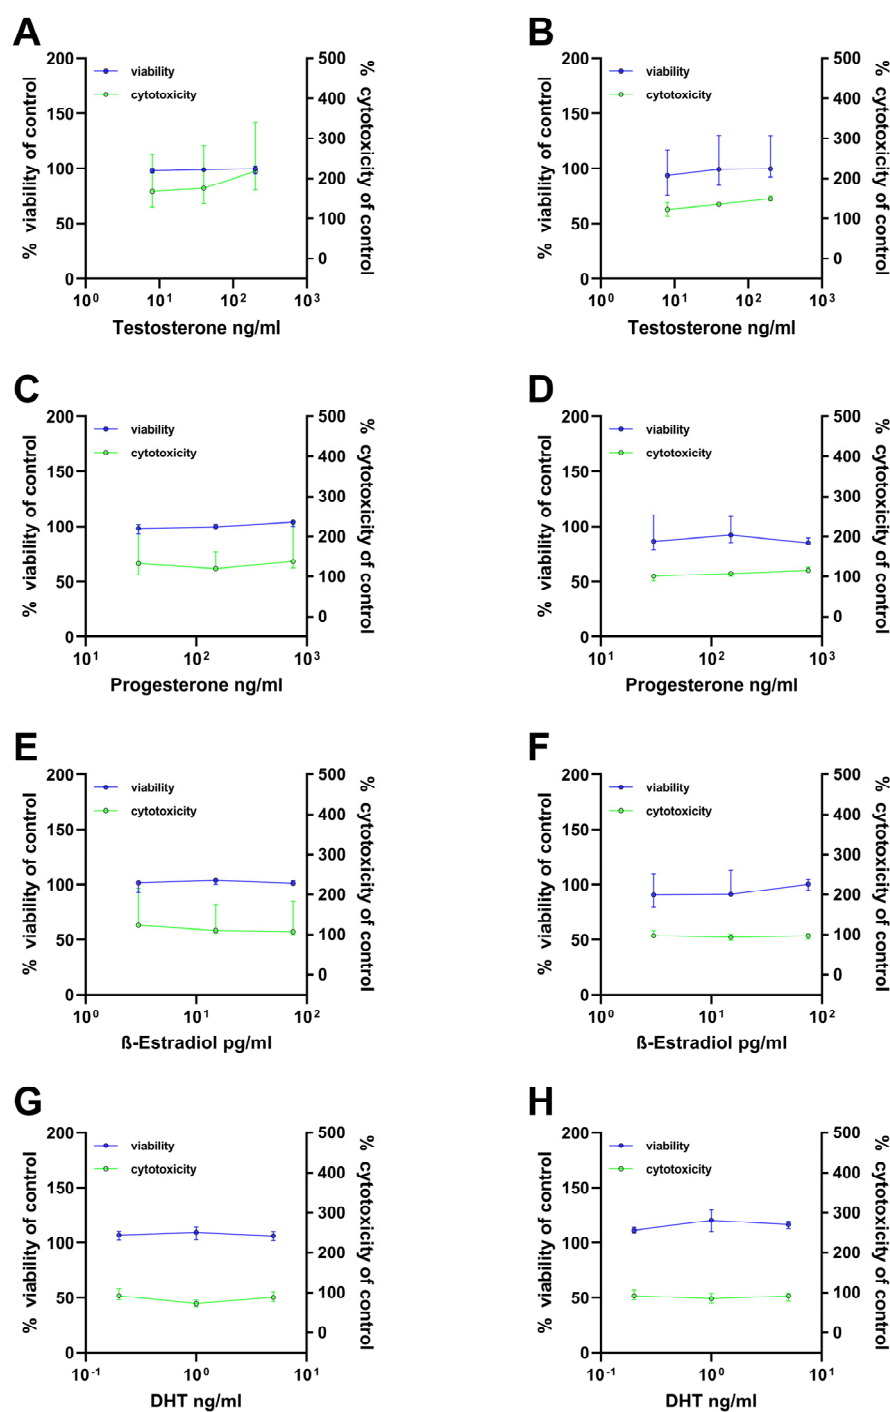 A
B
% viability of control
200
150
100
50
0
viability
cytotoxicity
500
400
300
200
100
0
% cytotoxicity of control
10⁰ 10¹ 10² 10³
Testosterone ng/ml
% viability of control
200
150
100
50
0
viability
cytotoxicity
500
400
300
200
100
0
% cytotoxicity of control
10⁰ 10¹ 10² 10³
Testosterone ng/ml
C
D
% viability of control
200
150
100
50
0
viability
cytotoxicity
500
400
300
200
100
0
% cytotoxicity of control
10¹ 10² 10³
Progesterone ng/ml
% viability of control
200
150
100
50
0
viability
cytotoxicity
500
400
300
200
100
0
% cytotoxicity of control
10¹ 10² 10³
Progesterone ng/ml
E
F
% viability of control
200
150
100
50
0
viability
cytotoxicity
500
400
300
200
100
0
% cytotoxicity of control
10⁰ 10¹ 10²
ß-Estradiol pg/ml
% viability of control
200
150
100
50
0
viability
cytotoxicity
500
400
300
200
100
0
% cytotoxicity of control
10⁰ 10¹ 10²
ß-Estradiol pg/ml
G
H
% viability of control
200
150
100
50
0
viability
cytotoxicity
500
400
300
200
100
0
% cytotoxicity of control
10⁻¹ 10⁰ 10¹
DHT ng/ml
% viability of control
200
150
100
50
0
viability
cytotoxicity
500
400
300
200
100
0
% cytotoxicity of control
10⁻¹ 10⁰ 10¹
DHT ng/ml